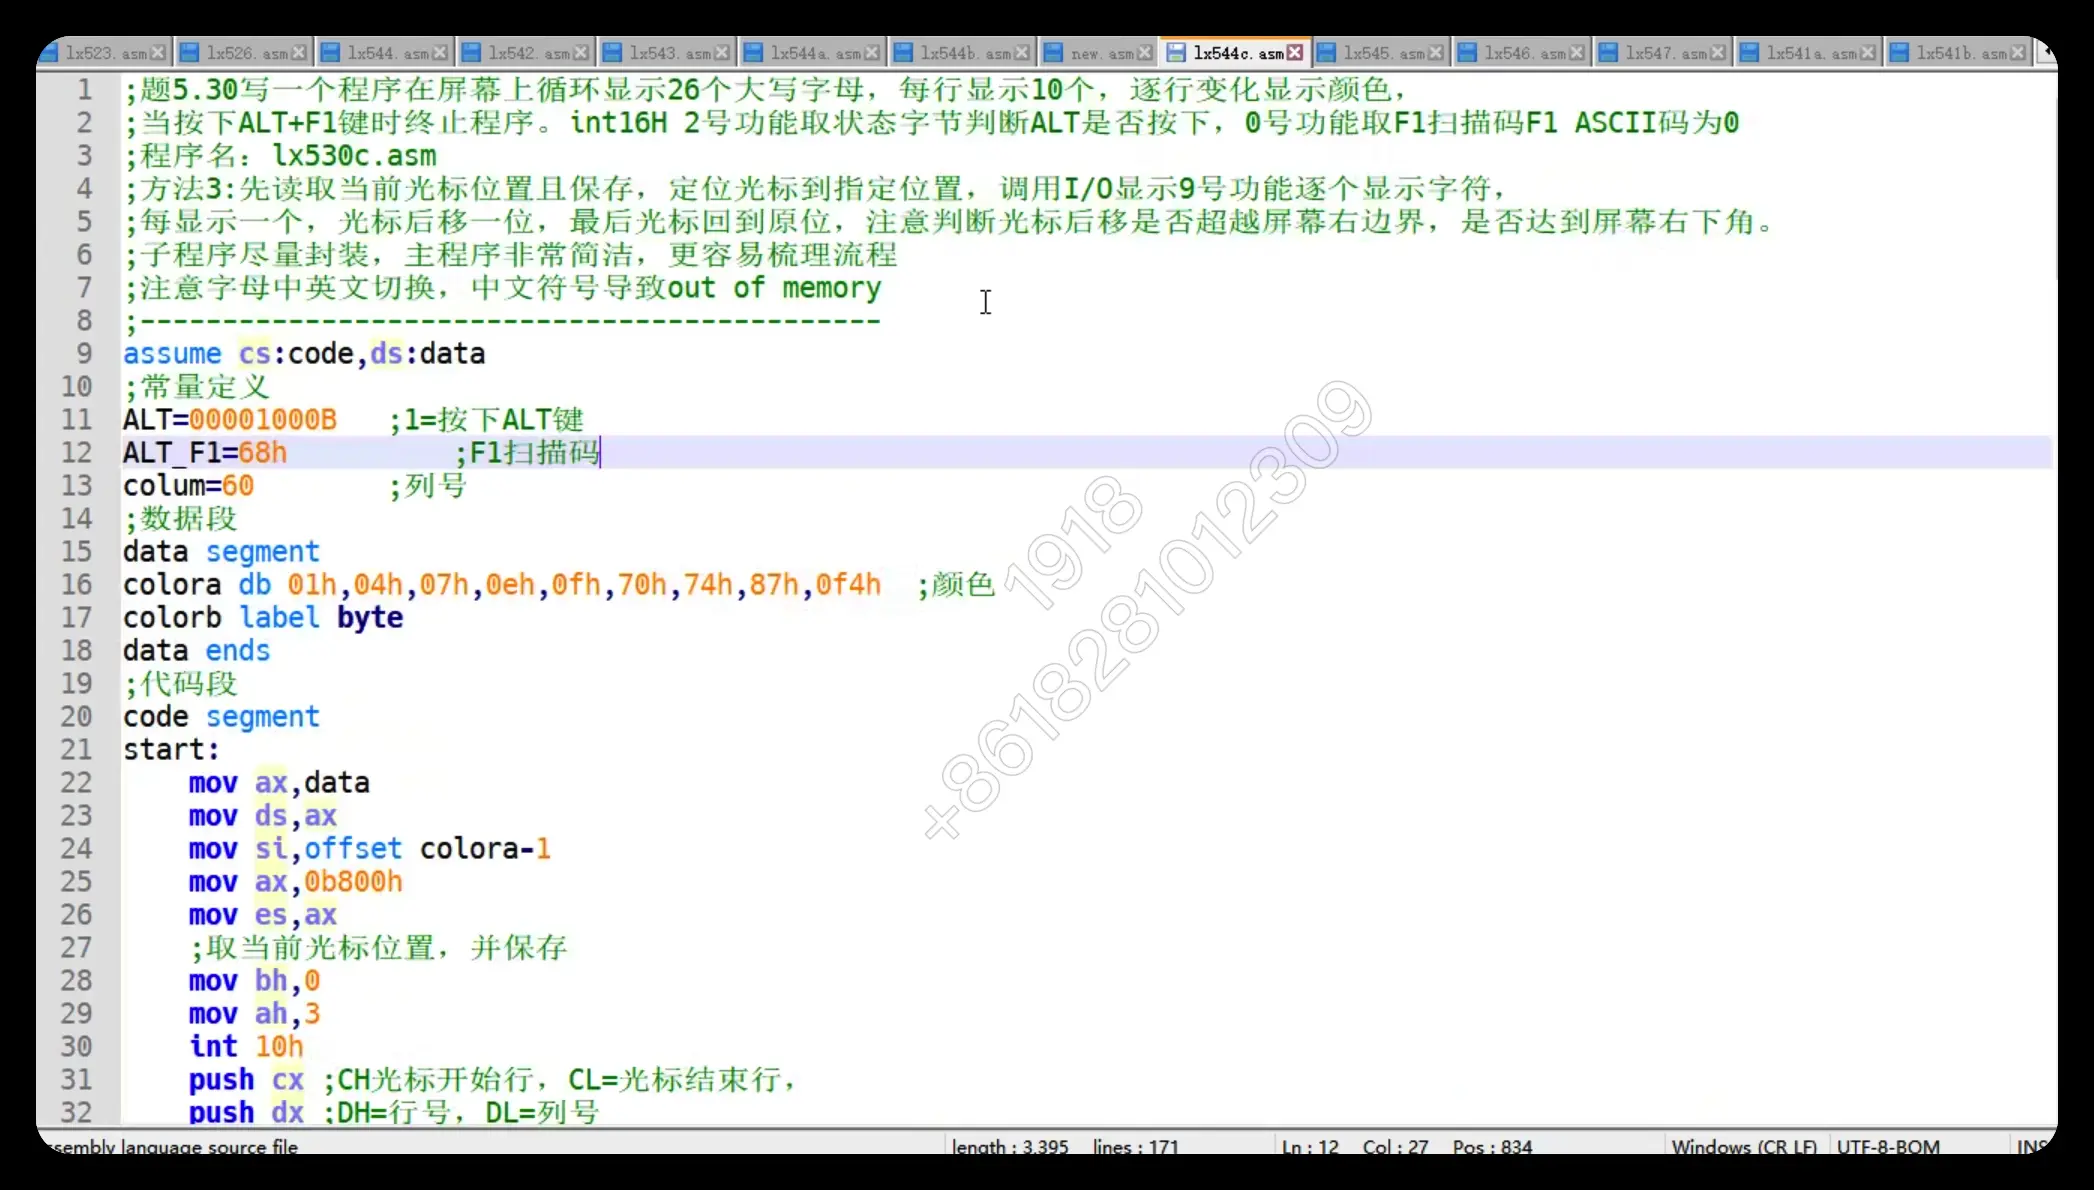 lx523.asm lx526.asm lx544.asm lx542.asm lx543.asm lx544a.asm lx544b.asm new.asm lx544c.asm lx545.asm lx546.asm lx547.asm lx541a.asm lx541b.asm
1 ;题5.30写一个程序在屏幕上循环显示26个大写字母，每行显示10个，逐行变化显示颜色，
2 ;当按下ALT+F1键时终止程序。int16H 2号功能取状态字节判断ALT是否按下，0号功能取F1扫描码F1 ASCII码为0
3 ;程序名：lx530c.asm
4 ;方法3:先读取当前光标位置且保存，定位光标到指定位置，调用I/O显示9号功能逐个显示字符，
5 ;每显示一个，光标后移一位，最后光标回到原位，注意判断光标后移是否超越屏幕右边界，是否达到屏幕右下角。
6 ;子程序尽量封装，主程序非常简洁，更容易梳理流程
7 ;注意字母中英文切换，中文符号导致out of memory
8 ;---------------------------------------------
9 assume cs:code,ds:data
10 ;常量定义
11 ALT=00001000B ;1=按下ALT键
12 ALT_F1=68h ;F1扫描码
13 colum=60 ;列号
14 ;数据段
15 data segment
16 colora db 01h,04h,07h,0eh,0fh,70h,74h,87h,0f4h ;颜色
17 colorb label byte
18 data ends
19 ;代码段
20 code segment
21 start:
22 mov ax,data
23 mov ds,ax
24 mov si,offset colora-1
25 mov ax,0b800h
26 mov es,ax
27 ;取当前光标位置，并保存
28 mov bh,0
29 mov ah,3
30 int 10h
31 push cx ;CH光标开始行，CL=光标结束行，
32 push dx ;DH=行号，DL=列号
1918
+8618282810123​09
ssembly language source file length : 3,395 lines : 171 Ln : 12 Col : 27 Pos : 834 Windows (CR LF) UTF-8-BOM INS